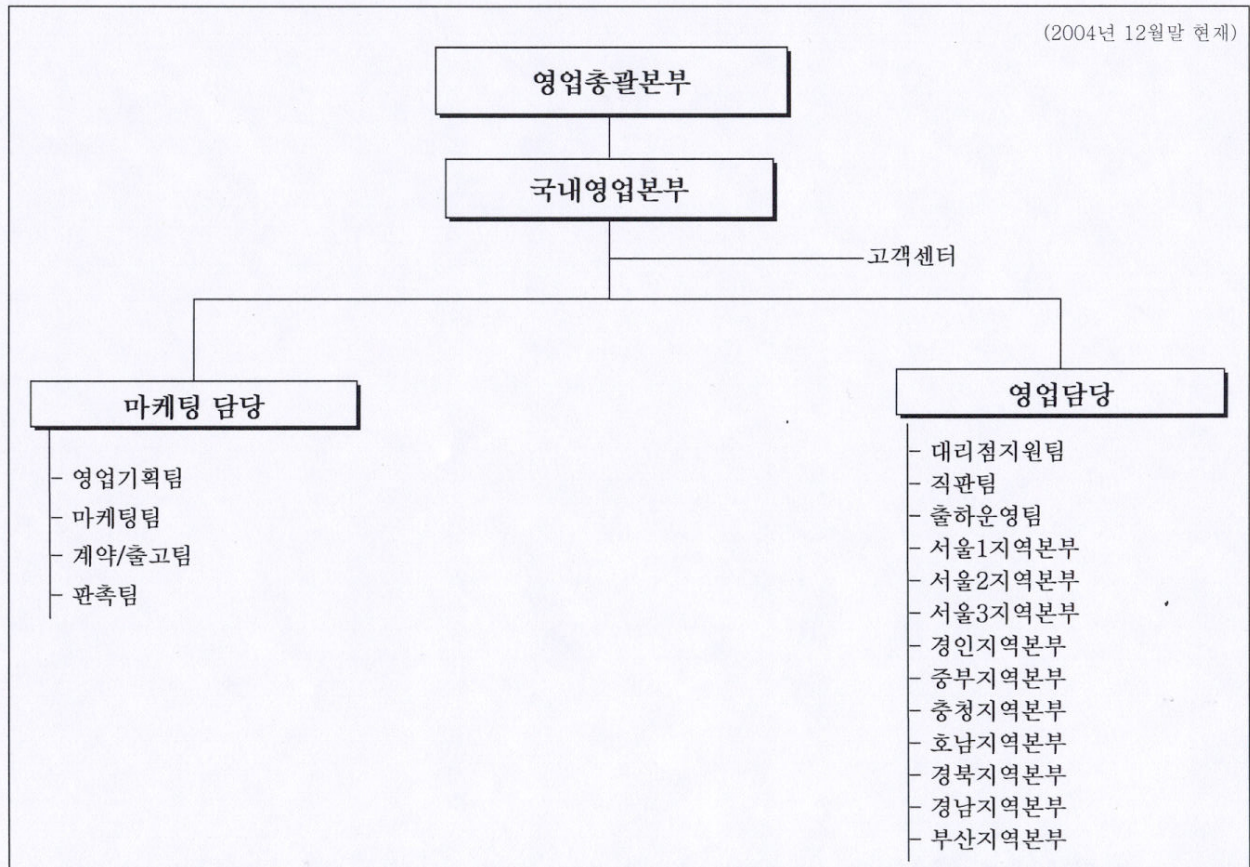 (2004년 12월말 현재)
영업총괄본부
국내영업본부
고객센터
마케팅 담당
영업기획팀
마케팅팀
계약/출고팀
판촉팀
영업담당
대리점지원팀
직판팀
출하운영팀
서울1지역본부
서울2지역본부
서울3지역본부
경인지역본부
중부지역본부
충청지역본부
호남지역본부
경북지역본부
경남지역본부
부산지역본부